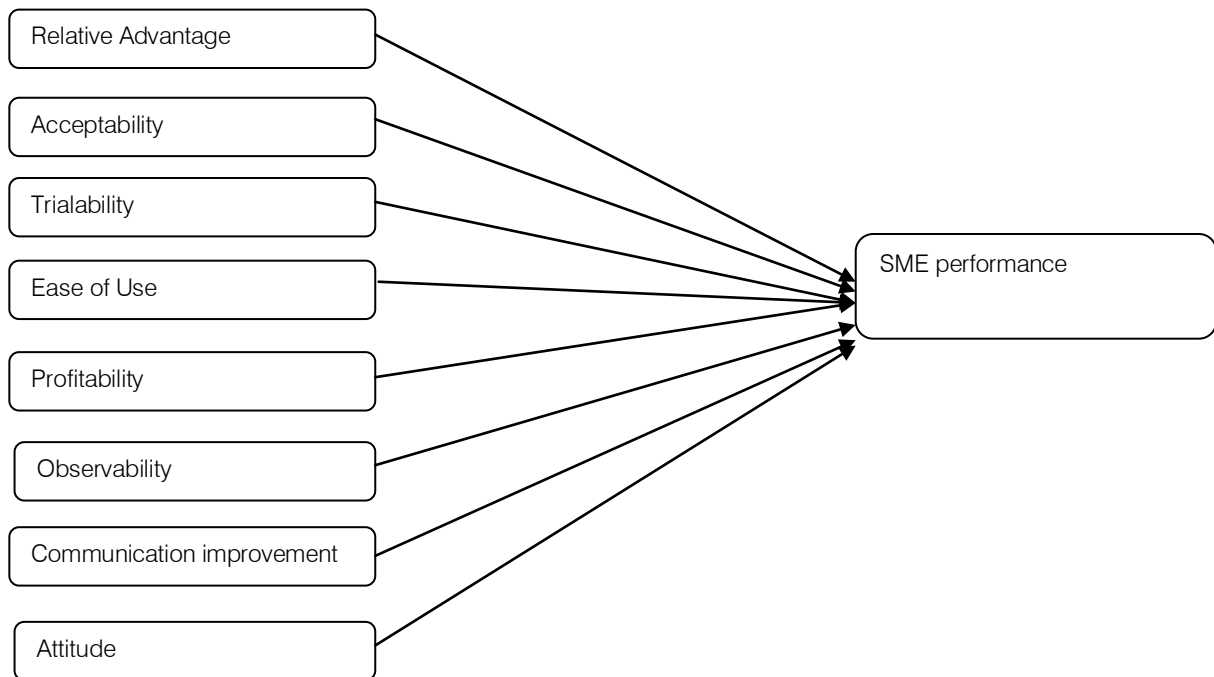 Relative Advantage
Acceptability
Trialability
Ease of Use
Profitability
Observability
Communication improvement
Attitude
SME performance